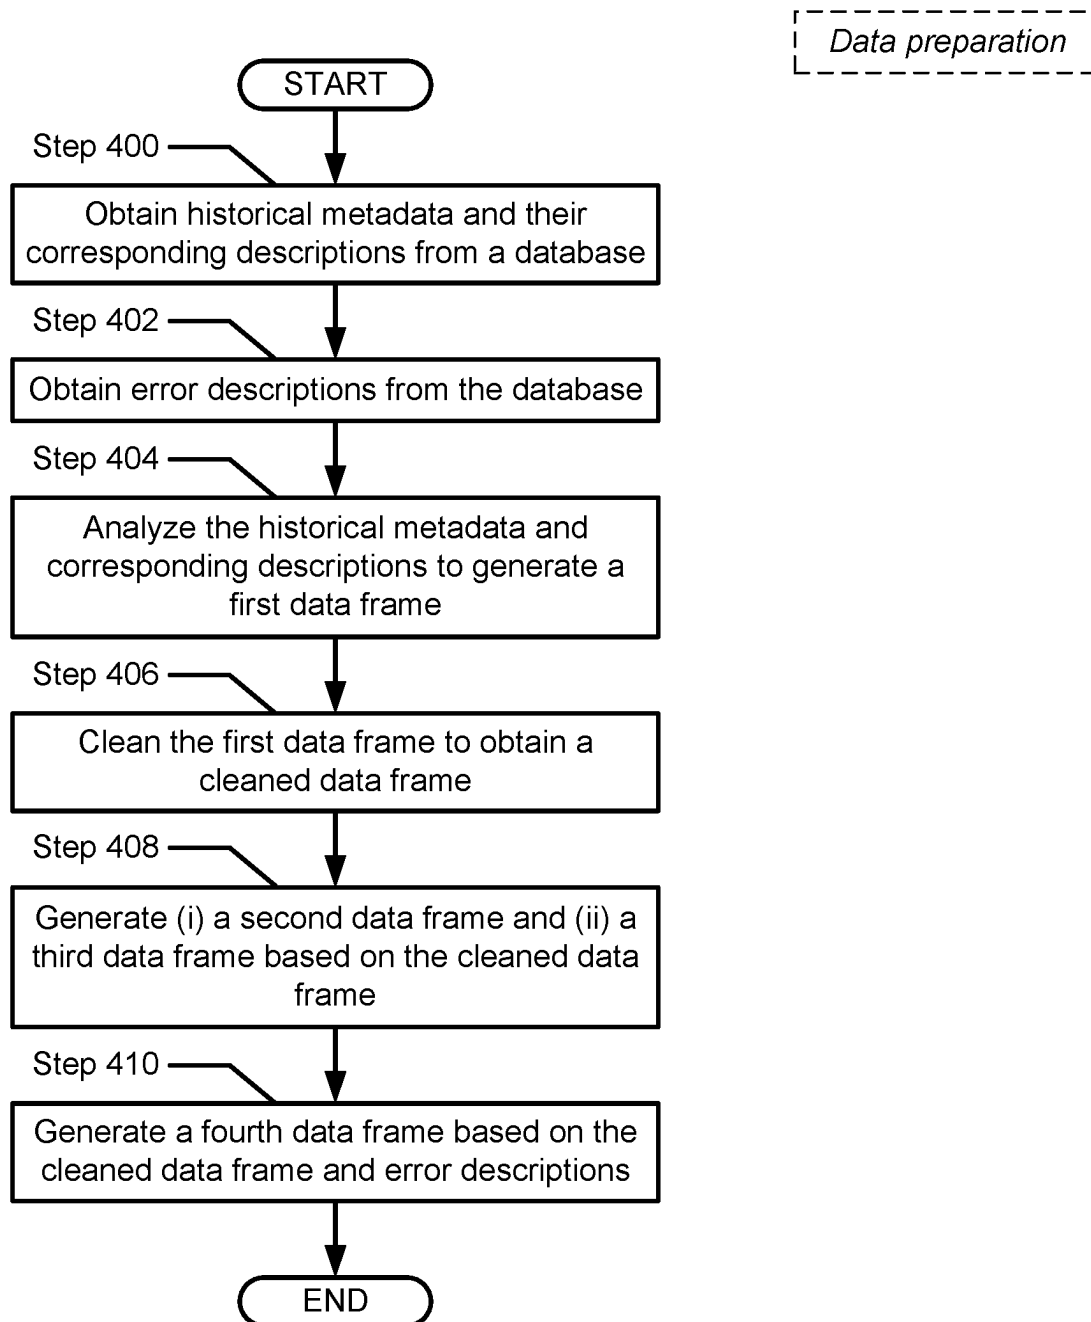 Data preparation
START
Step 400
Obtain historical metadata and their
corresponding descriptions from a database
Step 402
Obtain error descriptions from the database
Step 404
Analyze the historical metadata and
corresponding descriptions to generate a
first data frame
Step 406
Clean the first data frame to obtain a
cleaned data frame
Step 408
Generate (i) a second data frame and (ii) a
third data frame based on the cleaned data
frame
Step 410
Generate a fourth data frame based on the
cleaned data frame and error descriptions
END